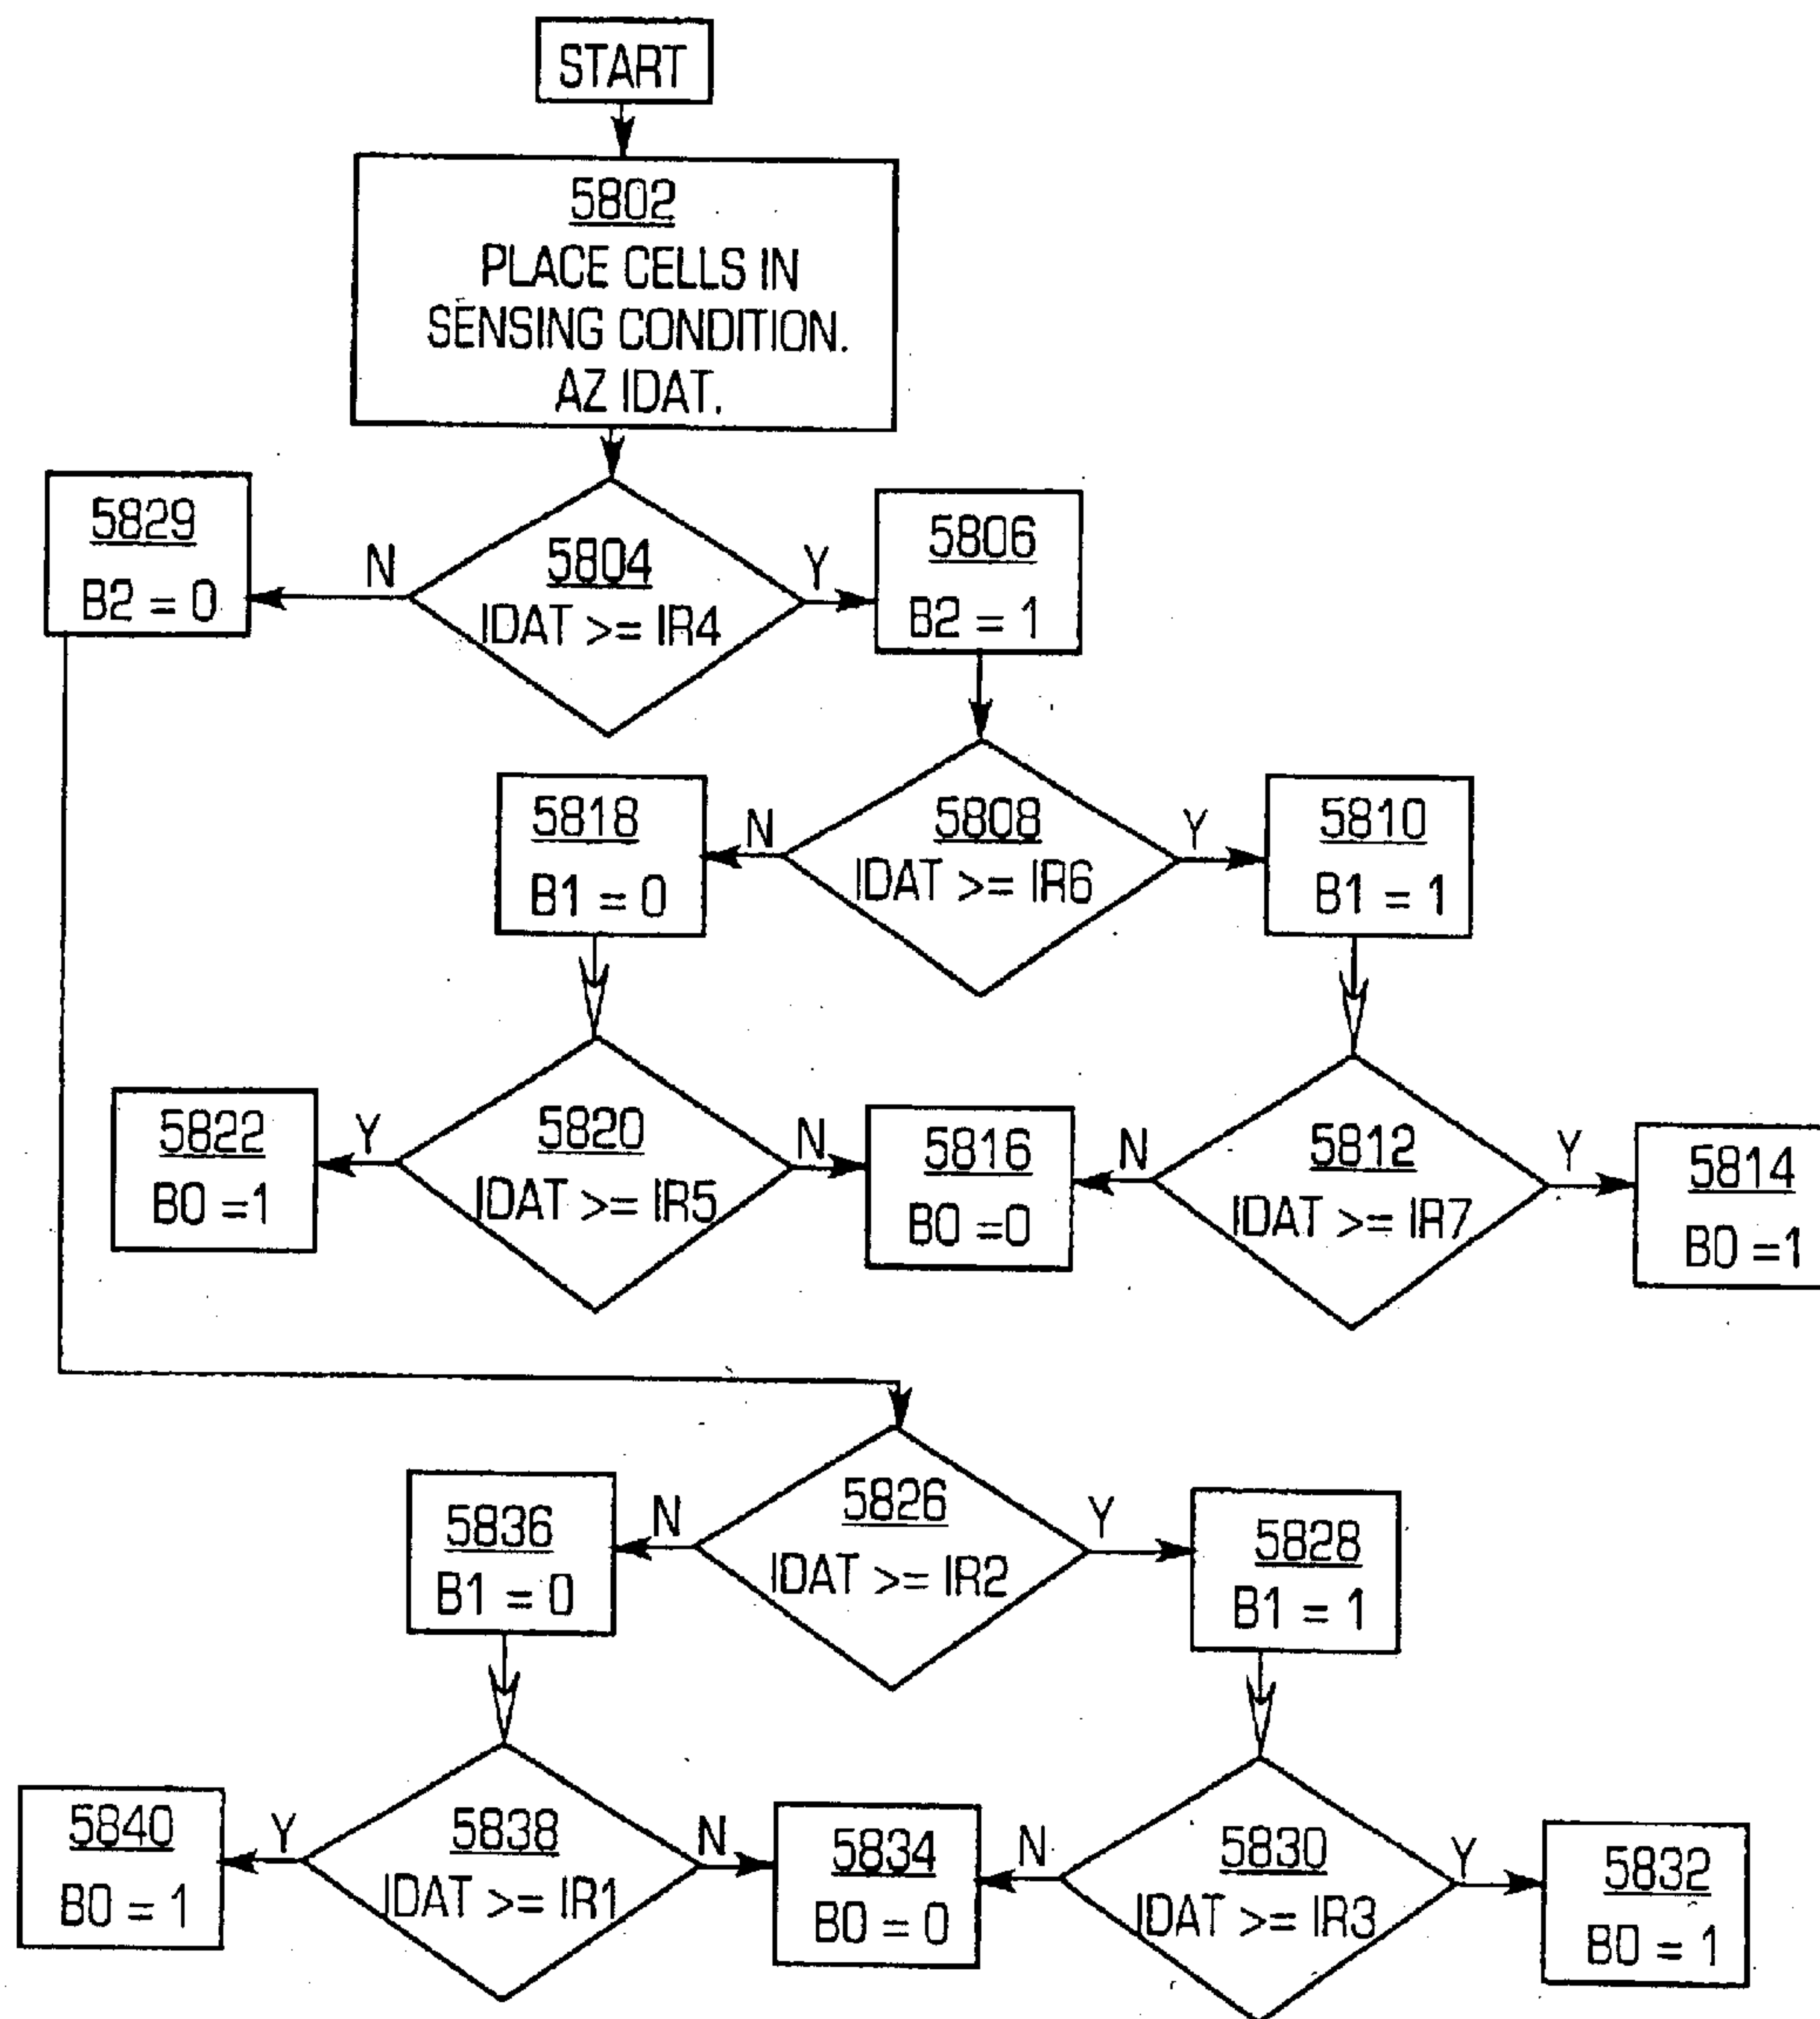 START
5802
PLACE CELLS IN
SENSING CONDITION.
AZ IDAT.
5829
B2 = 0
N
5804
IDAT >= IR4
Y
5806
B2 = 1
5818
B1 = 0
N
5808
IDAT >= IR6
Y
5810
B1 = 1
5822
B0 =1
Y
5820
IDAT >= IR5
N
5816
B0 =0
N
5812
IDAT >= IR7
Y
5814
B0 =1
5836
B1 = 0
N
5826
IDAT >= IR2
Y
5828
B1 = 1
5840
B0 = 1
Y
5838
IDAT >= IR1
N
5834
B0 = 0
N
5830
IDAT >= IR3
Y
5832
B0 = 1